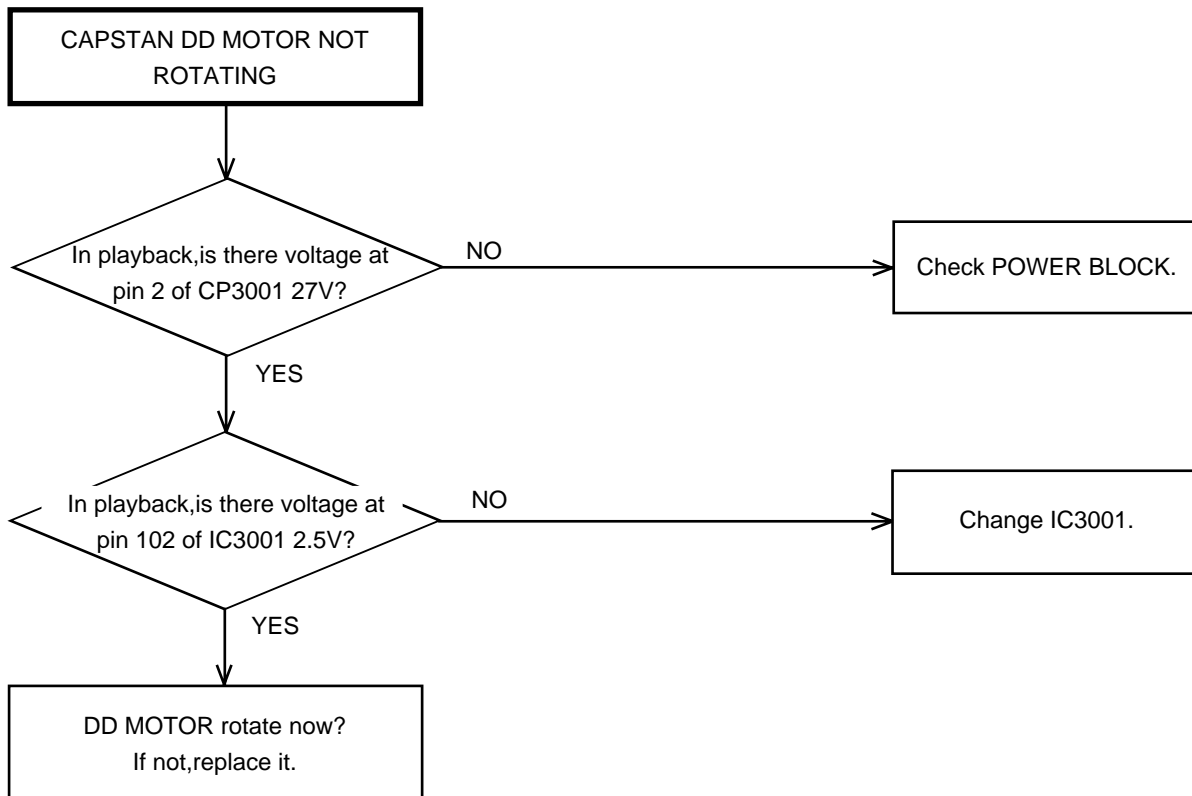 CAPSTAN DD MOTOR NOT
ROTATING
In playback,is there voltage at
pin 2 of CP3001 27V?
NO
Check POWER BLOCK.
YES
In playback,is there voltage at
pin 102 of IC3001 2.5V?
NO
Change IC3001.
YES
DD MOTOR rotate now?
If not,replace it.